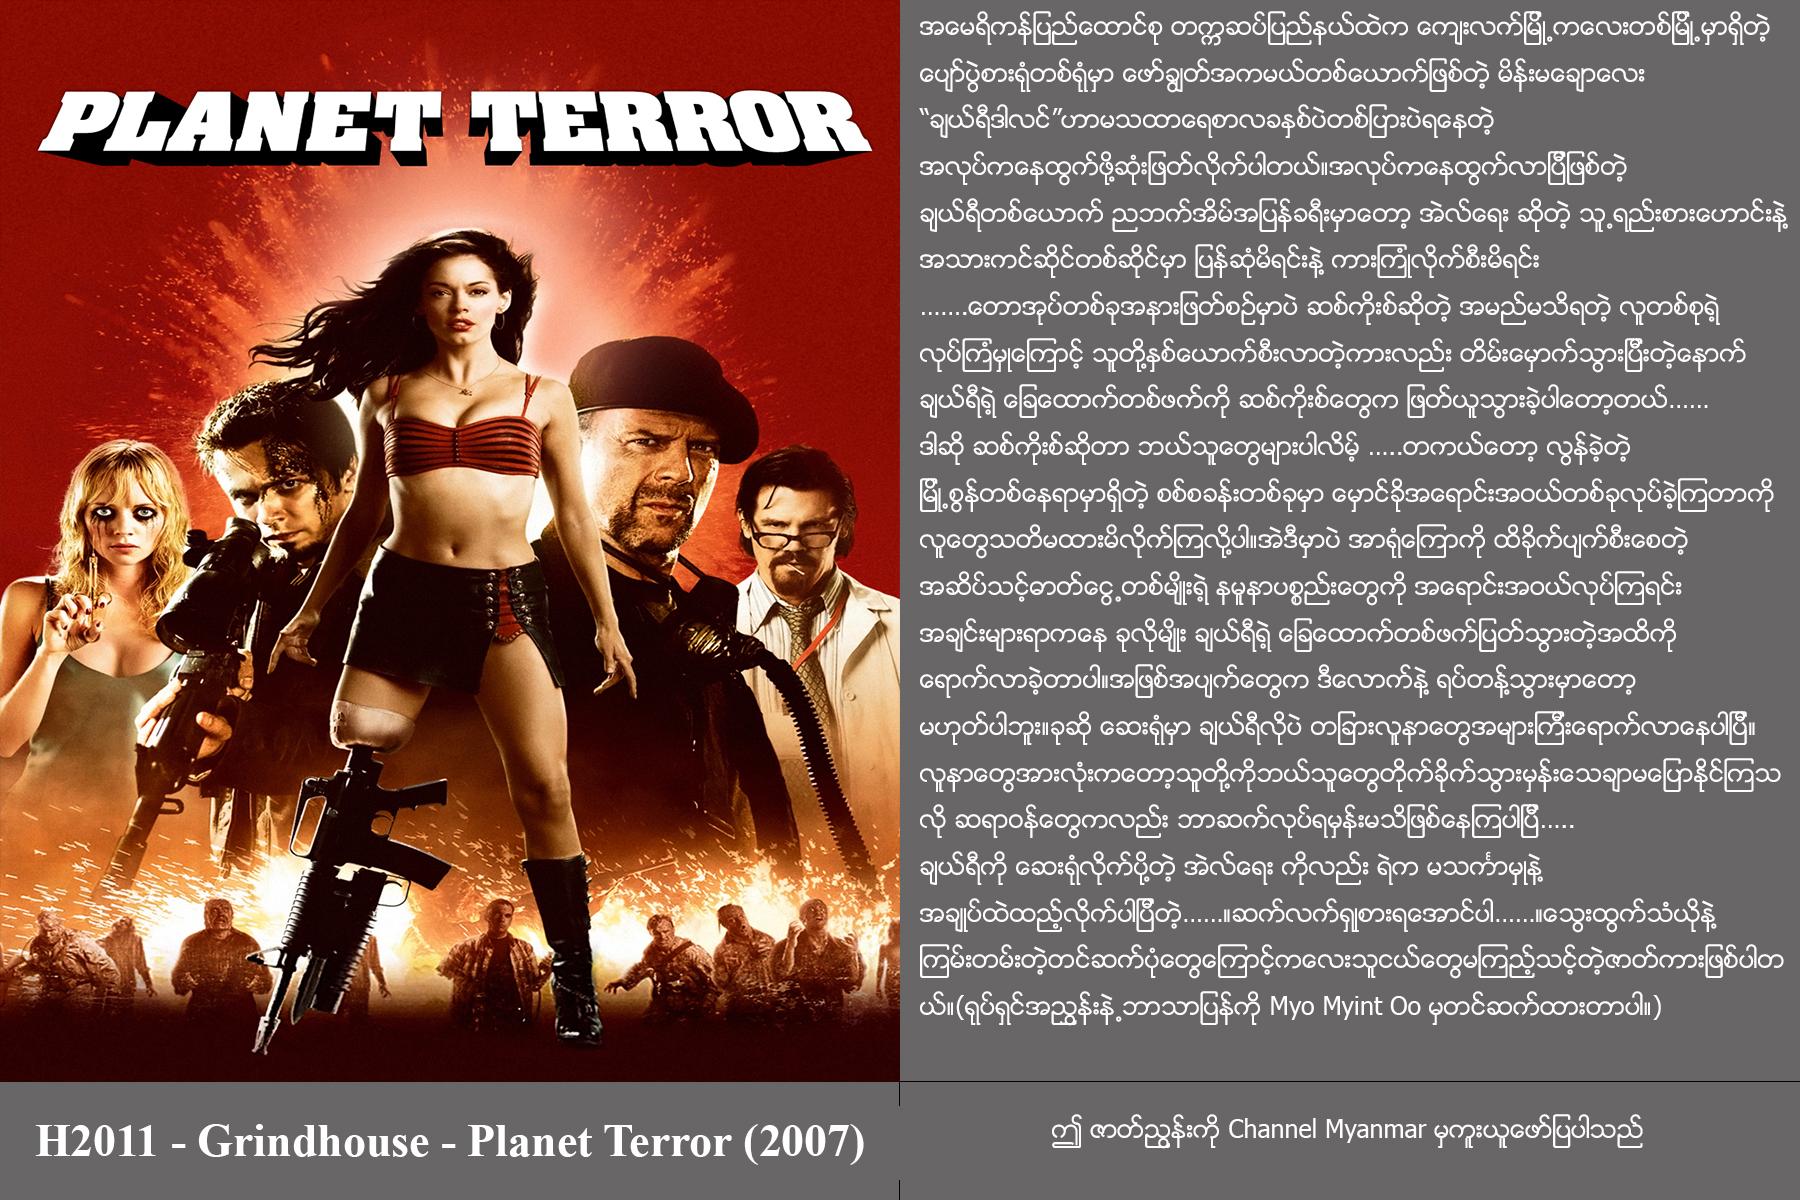 PLANET TERROR
အမေရိကန်ပြည်ထောင်စု တက္ကဆပ်ပြည်နယ်ထဲက ကျေးလက်မြို့ကလေးတစ်မြို့မှာရှိတဲ့
ပျော်ပွဲစားရုံတစ်ရုံမှာ ဖော်ချွတ်အကမယ်တစ်ယောက်ဖြစ်တဲ့ မိန်းမချောလေး
“ချယ်ရီဒါလင်”ဟာမသထာရေစာလခနှစ်ပဲတစ်ပြားပဲရနေတဲ့
အလုပ်ကနေထွက်ဖို့ဆုံးဖြတ်လိုက်ပါတယ်။အလုပ်ကနေထွက်လာပြီဖြစ်တဲ့
ချယ်ရီတစ်ယောက် ညဘက်အိမ်အပြန်ခရီးမှာတော့ အဲလ်ရေး ဆိုတဲ့ သူ့ရည်းစားဟောင်းနဲ့
အသားကင်ဆိုင်တစ်ဆိုင်မှာ ပြန်ဆုံမိရင်းနဲ့ ကားကြုံလိုက်စီးမိရင်း
.......တောအုပ်တစ်ခုအနားဖြတ်စဉ်မှာပဲ ဆစ်ကိုးစ်ဆိုတဲ့ အမည်မသိရတဲ့ လူတစ်စုရဲ့
လုပ်ကြံမှုကြောင့် သူတို့နှစ်ယောက်စီးလာတဲ့ကားလည်း တိမ်းမှောက်သွားပြီးတဲ့နောက်
ချယ်ရီရဲ့ ခြေထောက်တစ်ဖက်ကို ဆစ်ကိုးစ်တွေက ဖြတ်ယူသွားခဲ့ပါတော့တယ်......
ဒါဆို ဆစ်ကိုးစ်ဆိုတာ ဘယ်သူတွေများပါလိမ့် .....တကယ်တော့ လွန်ခဲ့တဲ့
မြို့စွန်တစ်နေရာမှာရှိတဲ့ စစ်စခန်းတစ်ခုမှာ မှောင်ခိုအရောင်းအဝယ်တစ်ခုလုပ်ခဲ့ကြတာကို
လူတွေသတိမထားမိလိုက်ကြလို့ပါ။အဲဒီမှာပဲ အာရုံကြောကို ထိခိုက်ပျက်စီးစေတဲ့
အဆိပ်သင့်ဓာတ်ငွေ့တစ်မျိုးရဲ့ နမူနာပစ္စည်းတွေကို အရောင်းအဝယ်လုပ်ကြရင်း
အချင်းများရာကနေ ခုလိုမျိုး ချယ်ရီရဲ့ ခြေထောက်တစ်ဖက်ပြတ်သွားတဲ့အထိကို
ရောက်လာခဲ့တာပါ။အဖြစ်အပျက်တွေက ဒီလောက်နဲ့ ရပ်တန့်သွားမှာတော့
မဟုတ်ပါဘူး။ခုဆို ဆေးရုံမှာ ချယ်ရီလိုပဲ တခြားလူနာတွေအများကြီးရောက်လာနေပါပြီ။
လူနာတွေအားလုံးကတော့သူတို့ကိုဘယ်သူတွေတိုက်ခိုက်သွားမှန်းသေချာမပြောနိုင်ကြသ
လို ဆရာဝန်တွေကလည်း ဘာဆက်လုပ်ရမှန်းမသိဖြစ်နေကြပါပြီ.....
ချယ်ရီကို ဆေးရုံလိုက်ပို့တဲ့ အဲလ်ရေး ကိုလည်း ရဲက မသင်္ကာမှုနဲ့
အချုပ်ထဲထည့်လိုက်ပါပြီတဲ့......။ဆက်လက်ရှုစားရအောင်ပါ......။သွေးထွက်သံယိုနဲ့
ကြမ်းတမ်းတဲ့တင်ဆက်ပုံတွေကြောင့်ကလေးသူငယ်တွေမကြည့်သင့်တဲ့ဇာတ်ကားဖြစ်ပါတ
ယ်။(ရုပ်ရှင်အညွှန်းနဲ့ဘာသာပြန်ကို Myo Myint Oo မှတင်ဆက်ထားတာပါ။)
H2011 - Grindhouse - Planet Terror (2007)
ဤ ဇာတ်ညွှန်းကို Channel Myanmar မှကူးယူဖော်ပြပါသည်